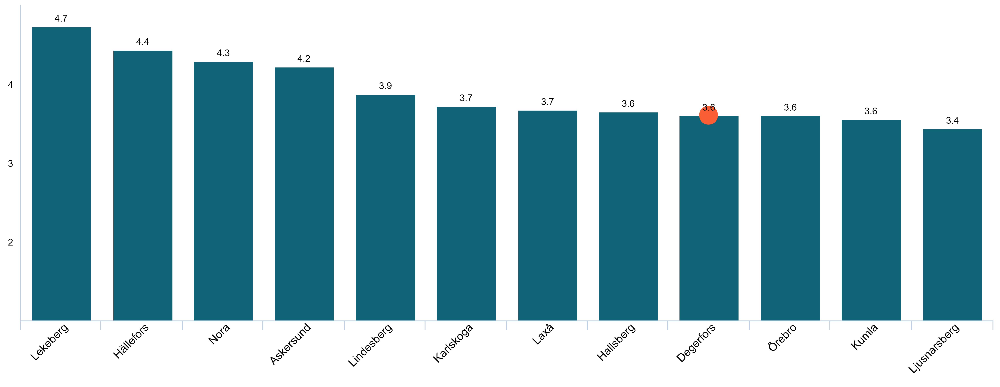 4.7
4.4
4.3
4.2
3.9
3.7
3.7
3.6
3.6
3.6
3.6
3.4
4
3
2
Lekeberg
Hällefors
Nora
Askersund
Lindesberg
Karlskoga
Laxå
Hallsberg
Degerfors
Örebro
Kumla
Ljusnarsberg